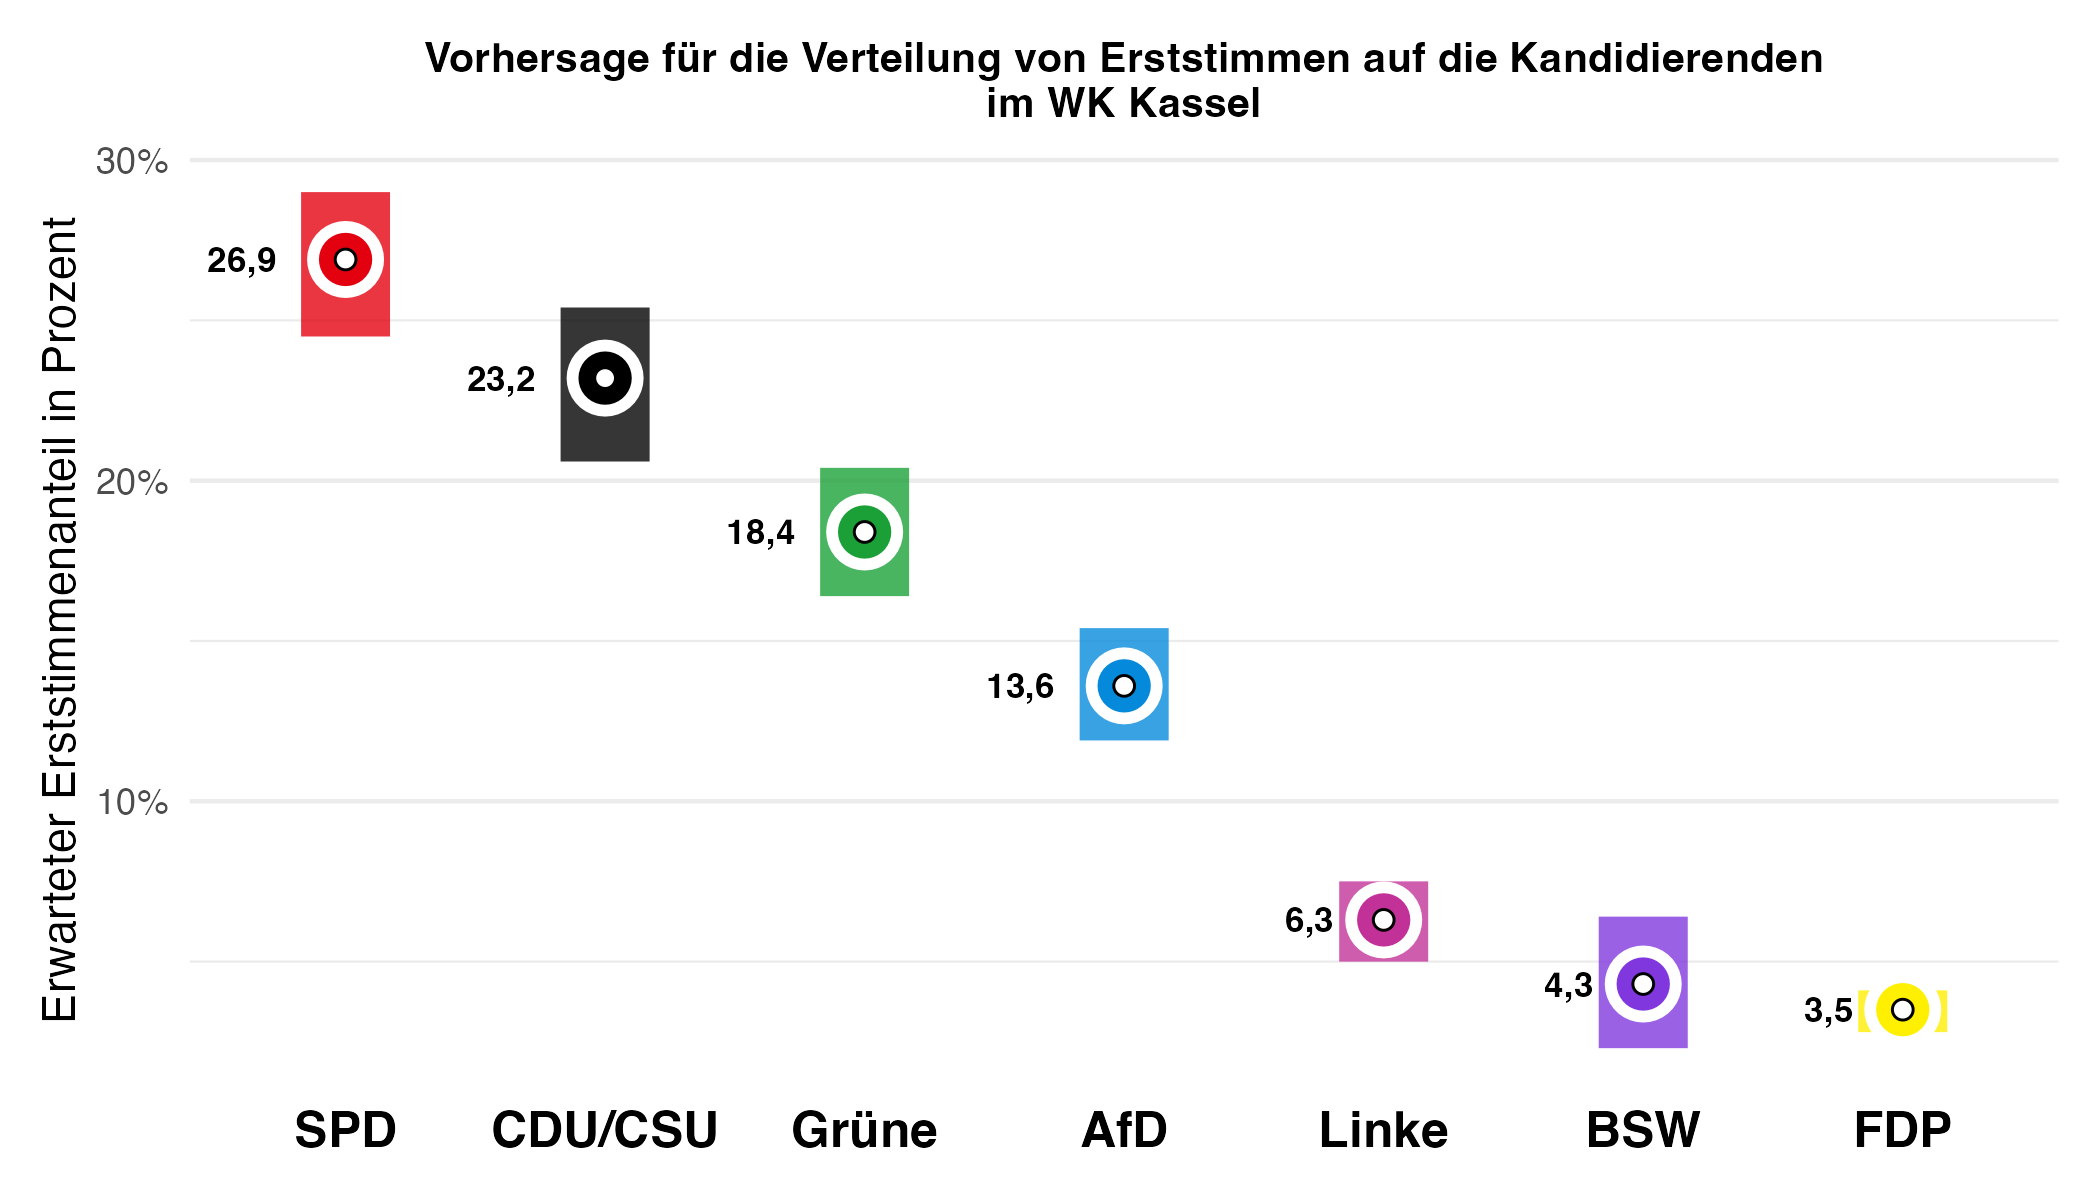 Vorhersage für die Verteilung von Erststimmen auf die Kandidierenden
im WK Kassel
Erwarteter Erststimmenanteil in Prozent
30%
20%
10%
26,9
23,2
18,4
13,6
6,3
4,3
3,5
SPD
CDU/CSU
Grüne
AfD
Linke
BSW
FDP